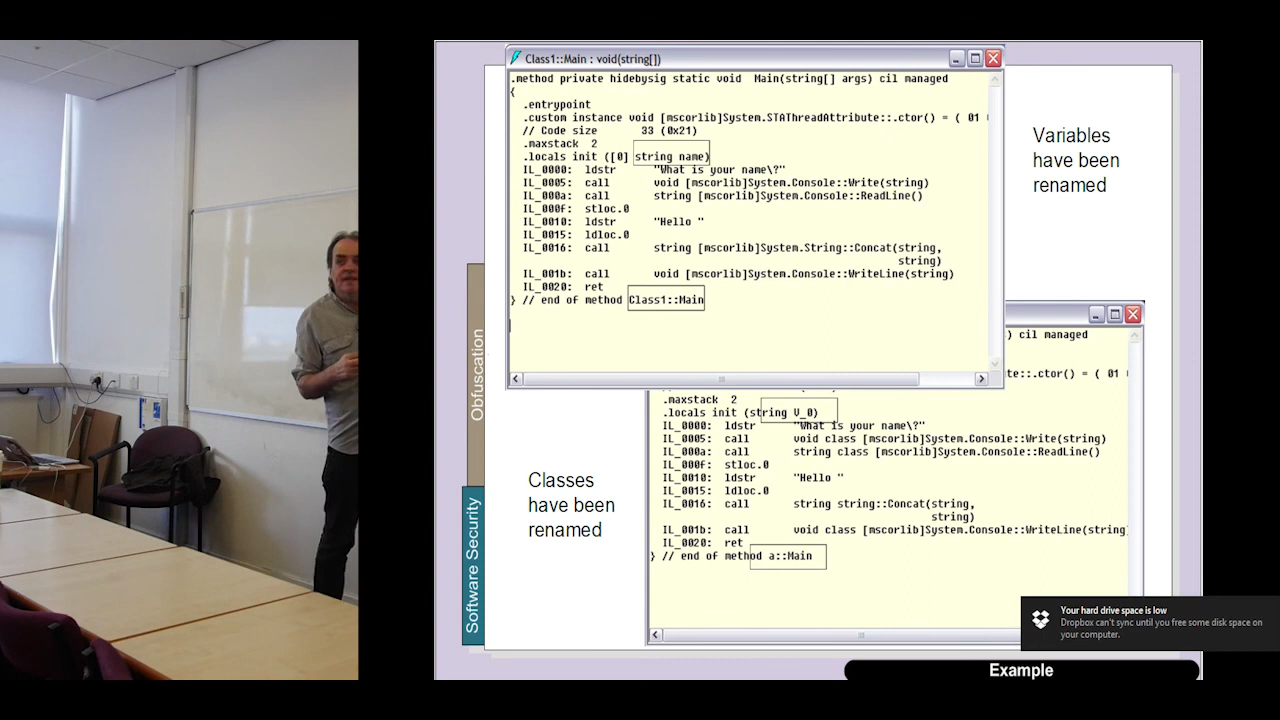 Class1::Main : void(string[])
.method private hidebysig static void  Main(string[] args) cil managed
{
.entrypoint
.custom instance void [mscorlib]System.STAThreadAttribute::.ctor() = ( 01 0
// Code size      33 (0x21)
.maxstack  2
.locals init ([0] string name)
IL_0000:  ldstr      "What is your name\?"
IL_0005:  call       void [mscorlib]System.Console::Write(string)
IL_000a:  call       string [mscorlib]System.Console::ReadLine()
IL_000f:  stloc.0
IL_0010:  ldstr      "Hello "
IL_0015:  ldloc.0
IL_0016:  call       string [mscorlib]System.String::Concat(string,
string)
IL_001b:  call       void [mscorlib]System.Console::WriteLine(string)
IL_0020:  ret
} // end of method Class1::Main
Variables
have been
renamed
) cil managed
te::.ctor() = ( 01
.maxstack  2
.locals init (string V_0)
IL_0000:  ldstr      "What is your name\?"
IL_0005:  call       void class [mscorlib]System.Console::Write(string)
IL_000a:  call       string class [mscorlib]System.Console::ReadLine()
IL_000f:  stloc.0
IL_0010:  ldstr      "Hello "
IL_0015:  ldloc.0
IL_0016:  call       string string::Concat(string,
string)
IL_001b:  call       void class [mscorlib]System.Console::WriteLine(string
IL_0020:  ret
} // end of method a::Main
Classes
have been
renamed
Obfuscation
Software Security
Your hard drive space is low
Dropbox can't sync until you free some disk space on
your computer.
Example